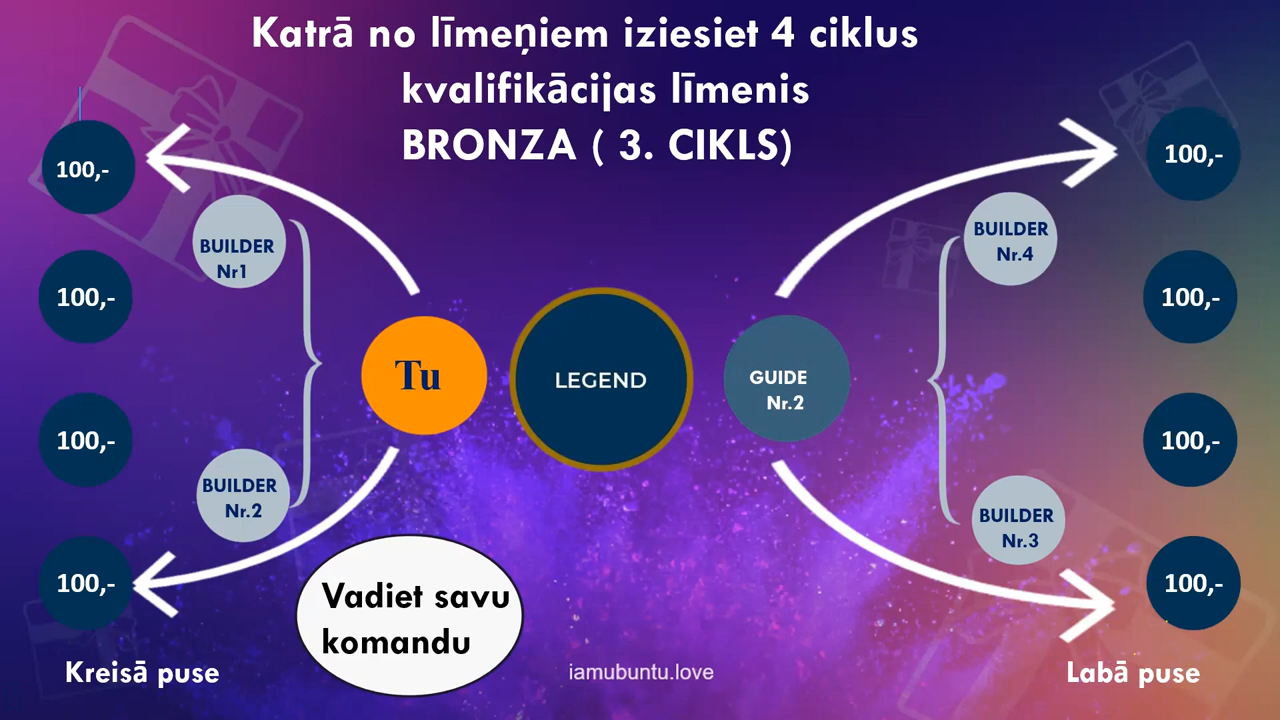 Katrā no līmeņiem iziesiet 4 ciklus
kvalifikācijas līmenis
BRONZA ( 3. CIKLS)
100,-
100,-
100,-
100,-
BUILDER
Nr1
BUILDER
Nr.2
Tu
LEGEND
GUIDE
Nr.2
BUILDER
Nr.4
BUILDER
Nr.3
100,-
100,-
100,-
100,-
Vadiet savu
komandu
Kreisā puse
iamubuntu.love
Labā puse